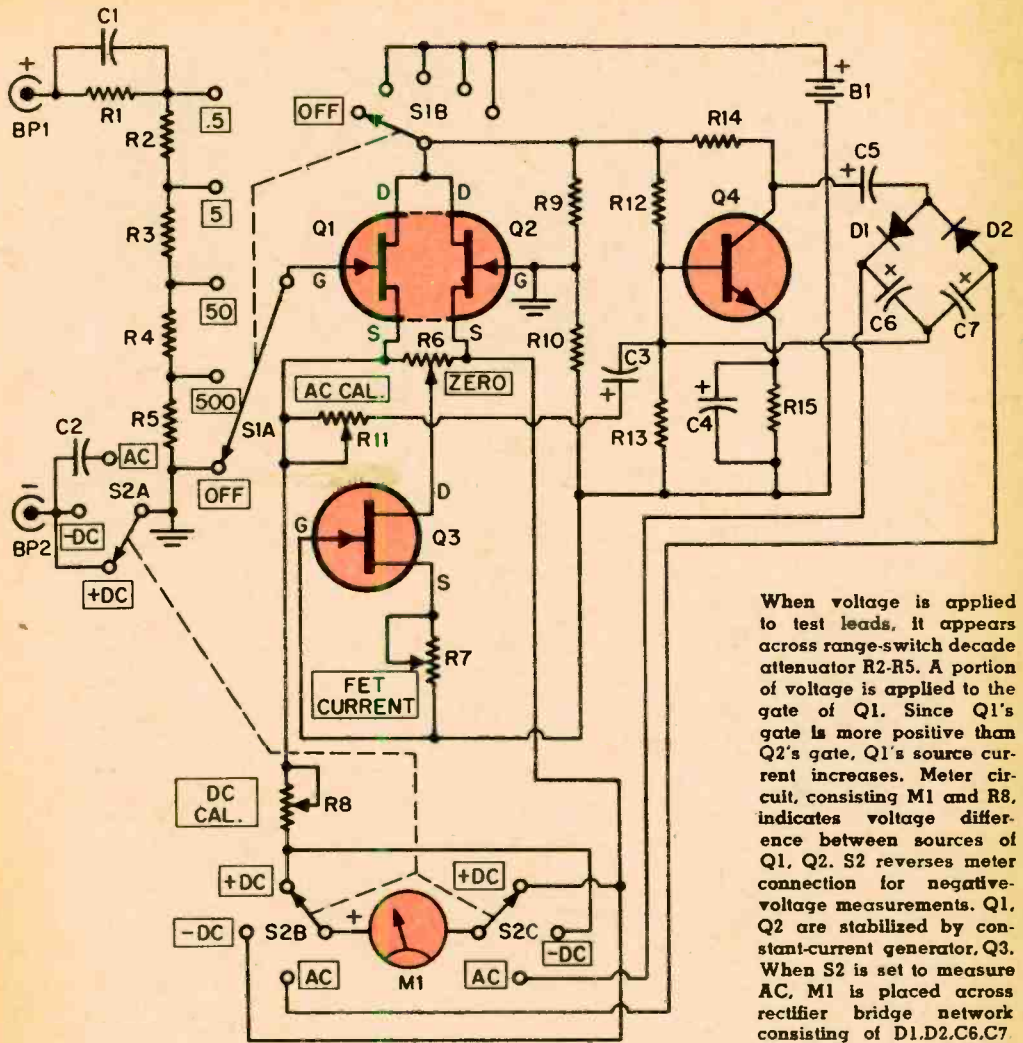 C1
+
BP1
R1
.5
R2
5
R3
50
R4
500
R5
C2
AC
S2A
-
BP2
-DC
+DC
OFF
S1A
OFF
S1B
+
B1
R14
D
D
Q1
Q2
G
G
S
S
R6
ZERO
R9
R10
R12
R13
Q4
+
C5
D1
D2
+
C6
+
C7
C3
+
+
C4
R15
AC CAL.
R11
D
G
Q3
S
R7
FET
CURRENT
DC
CAL.
R8
+DC
+DC
-DC
S2B
+
S2C
-DC
AC
M1
AC
When voltage is applied
to test leads, it appears
across range-switch decade
attenuator R2-R5. A portion
of voltage is applied to the
gate of Q1. Since Q1's
gate is more positive than
Q2's gate, Q1's source cur-
rent increases. Meter cir-
cuit, consisting M1 and R8,
indicates voltage differ-
ence between sources of
Q1, Q2. S2 reverses meter
connection for negative-
voltage measurements. Q1,
Q2 are stabilized by con-
stant-current generator, Q3.
When S2 is set to measure
AC, M1 is placed across
rectifier bridge network
consisting of D1,D2,C6,C7